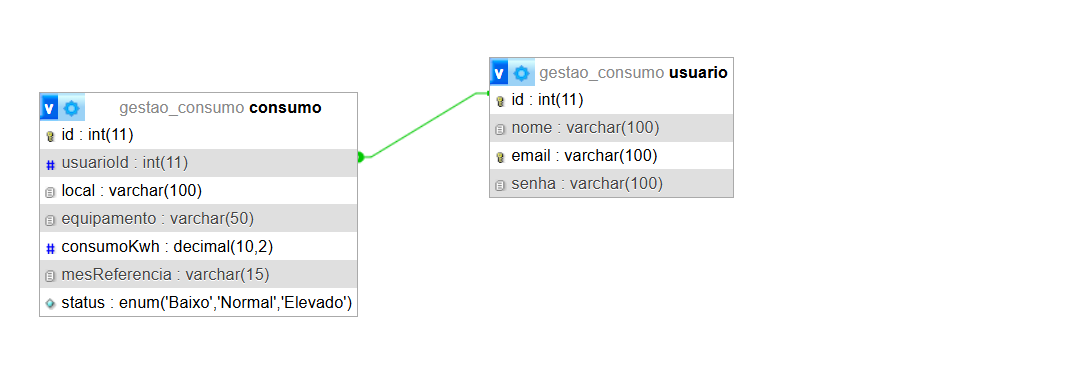 gestao_consumo consumo
id : int(11)
usuarioId : int(11)
local : varchar(100)
equipamento : varchar(50)
consumoKwh : decimal(10,2)
mesReferencia : varchar(15)
status : enum('Baixo','Normal','Elevado')
gestao_consumo usuario
id : int(11)
nome : varchar(100)
email : varchar(100)
senha : varchar(100)